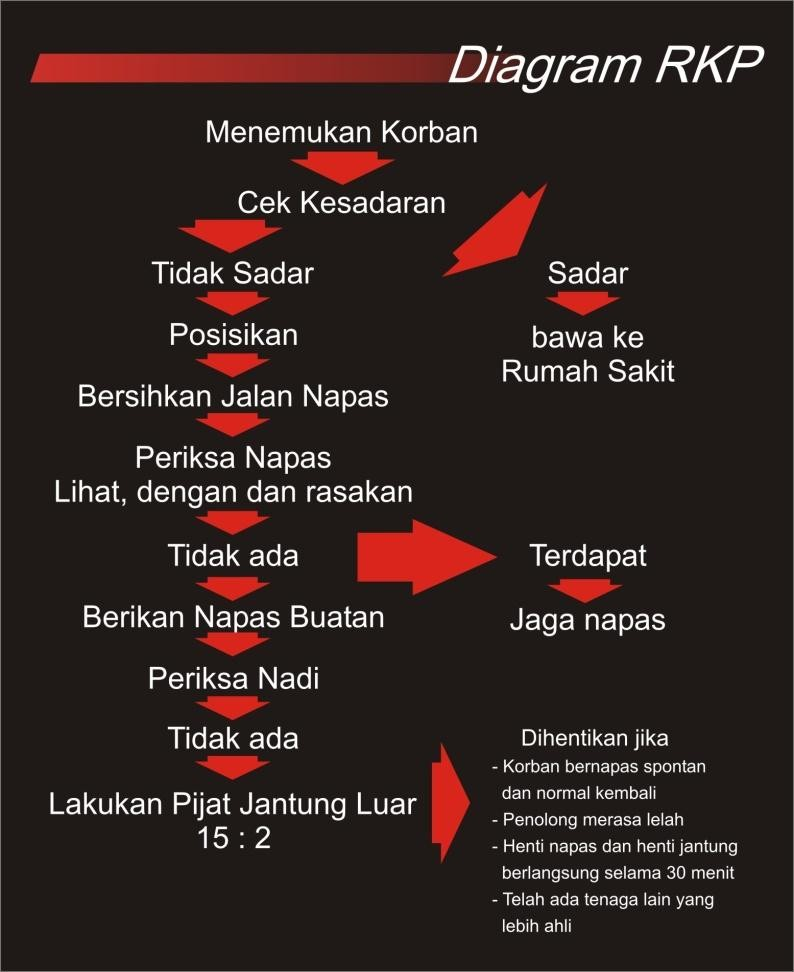 Diagram RKP
Menemukan Korban
Cek Kesadaran
Tidak Sadar
Sadar
Posisikan
bawa ke
Rumah Sakit
Bersihkan Jalan Napas
Periksa Napas
Lihat, dengan dan rasakan
Tidak ada
Terdapat
Berikan Napas Buatan
Jaga napas
Periksa Nadi
Tidak ada
Lakukan Pijat Jantung Luar
15 : 2
Dihentikan jika
- Korban bernapas spontan
dan normal kembali
- Penolong merasa lelah
- Henti napas dan henti jantung
berlangsung selama 30 menit
- Telah ada tenaga lain yang
lebih ahli